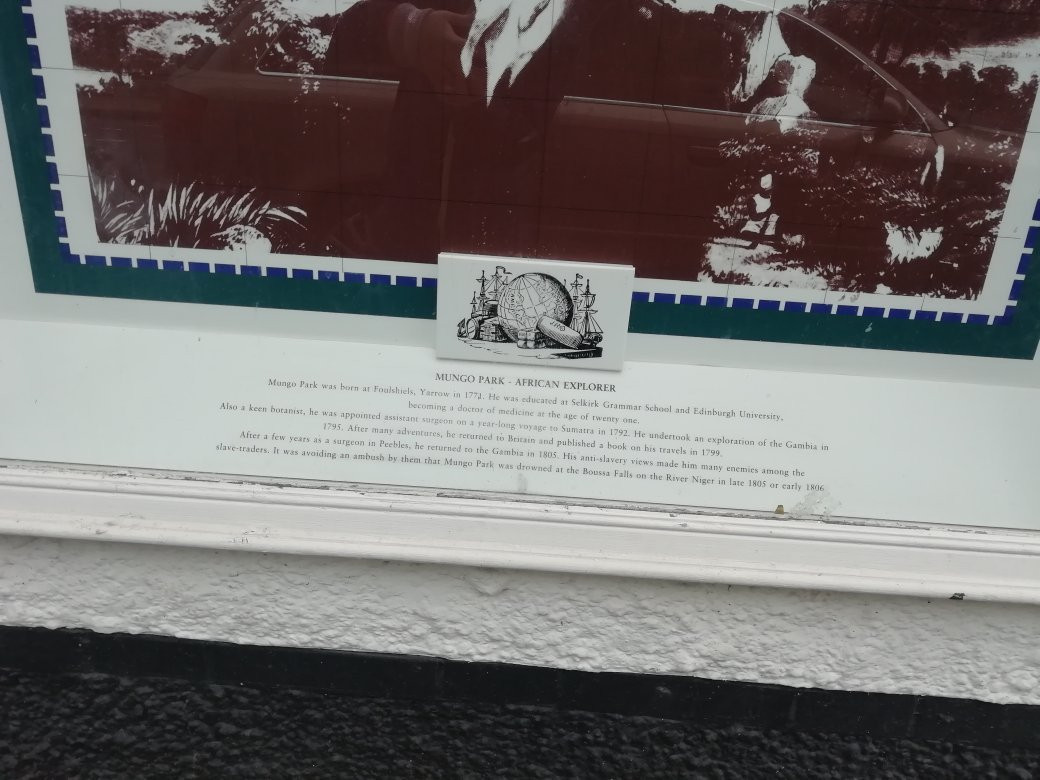 MUNGO PARK - AFRICAN EXPLORER
Mungo Park was born at Foulshiels, Yarrow in 1772. He was educated at Selkirk Grammar School and Edinburgh University,
becoming a doctor of medicine at the age of twenty one.
Also a keen botanist, he was appointed assistant surgeon on a year-long voyage to Sumatra in 1792. He undertook an exploration of the Gambia in
1795. After many adventures, he returned to Britain and published a book on his travels in 1799.
After a few years as a surgeon in Peebles, he returned to the Gambia in 1805. His anti-slavery views made him many enemies among the
slave-traders. It was avoiding an ambush by them that Mungo Park was drowned at the Boussa Falls on the River Niger in late 1805 or early 1806